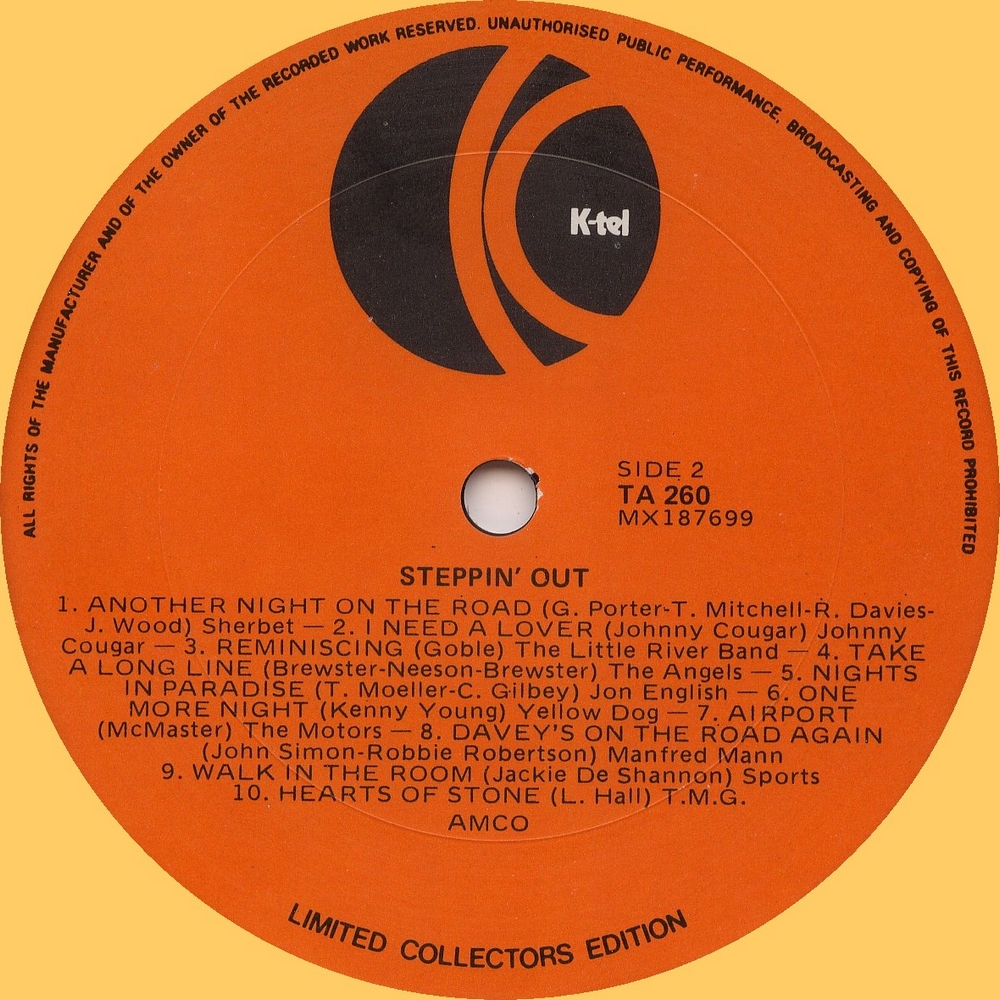 ALL RIGHTS OF THE MANUFACTURER AND OF THE OWNER OF THE RECORDED WORK RESERVED. UNAUTHORISED PUBLIC PERFORMANCE, BROADCASTING AND COPYING OF THIS RECORD PROHIBITED
K-tel
SIDE 2
TA 260
MX187699
STEPPIN' OUT
1. ANOTHER NIGHT ON THE ROAD (G. Porter-T. Mitchell-R. Davies-
J. Wood) Sherbet — 2. I NEED A LOVER (Johnny Cougar) Johnny
Cougar — 3. REMINISCING (Goble) The Little River Band — 4. TAKE
A LONG LINE (Brewster-Neeson-Brewster) The Angels — 5. NIGHTS
IN PARADISE (T. Moeller-C. Gilbey) Jon English — 6. ONE
MORE NIGHT (Kenny Young) Yellow Dog — 7. AIRPORT
(McMaster) The Motors — 8. DAVEY'S ON THE ROAD AGAIN
(John Simon-Robbie Robertson) Manfred Mann
9. WALK IN THE ROOM (Jackie De Shannon) Sports
10. HEARTS OF STONE (L. Hall) T.M.G.
AMCO
LIMITED COLLECTORS EDITION